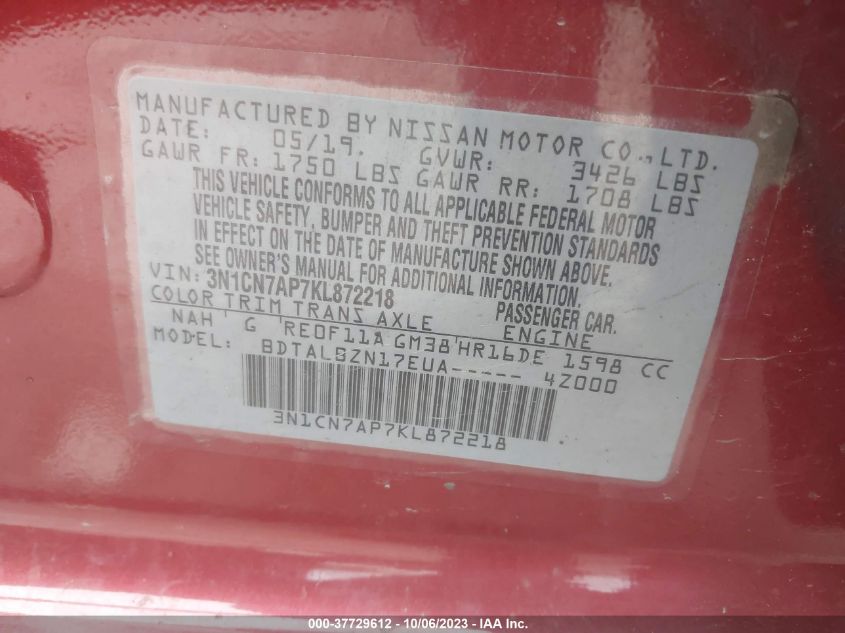 MANUFACTURED BY NISSAN MOTOR CO., LTD.
DATE: 05/19. GVWR: 3426 LBS
GAWR FR: 1750 LBS GAWR RR: 1708 LBS
THIS VEHICLE CONFORMS TO ALL APPLICABLE FEDERAL MOTOR
VEHICLE SAFETY, BUMPER AND THEFT PREVENTION STANDARDS
IN EFFECT ON THE DATE OF MANUFACTURE SHOWN ABOVE.
SEE OWNER'S MANUAL FOR ADDITIONAL INFORMATION.
VIN: 3N1CN7AP7KL872218 PASSENGER CAR.
COLOR TRIM TRANS AXLE ENGINE
NAH G RE0F11A GM38 HR16DE 1598 CC
MODEL: BDTALBZN17EUA----- 4Z000
3N1CN7AP7KL872218
000-37729612 - 10/06/2023 - IAA Inc.